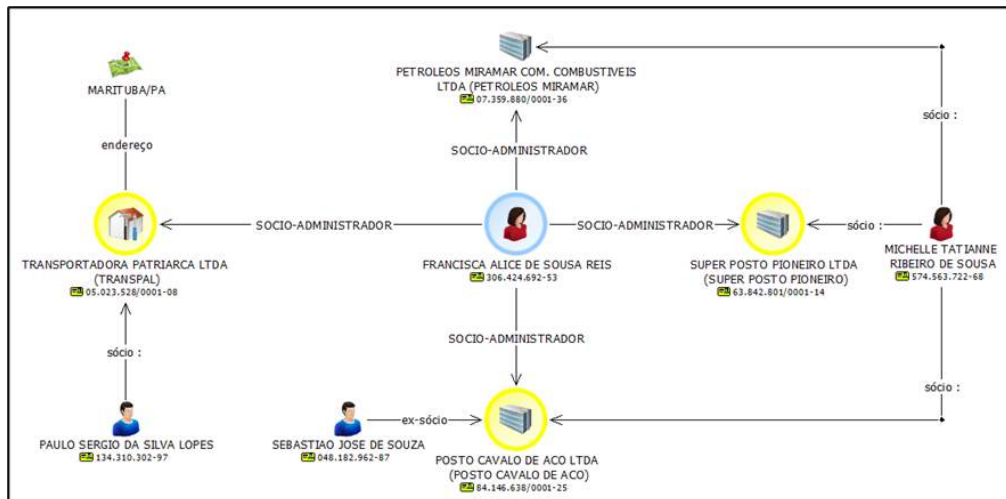 PETROLEOS MIRAMAR COM. COMBUSTIVEIS
LTDA (PETROLEOS MIRAMAR)
07.359.880/0001-36
MARITUBA/PA
sócio :
endereço
SOCIO-ADMINISTRADOR
SOCIO-ADMINISTRADOR
SOCIO-ADMINISTRADOR
sócio :
TRANSPORTADORA PATRIARCA LTDA
(TRANSPAL)
05.023.528/0001-08
FRANCISCA ALICE DE SOUSA REIS
306.424.692-53
SUPER POSTO PIONEIRO LTDA
(SUPER POSTO PIONEIRO)
63.842.801/0001-14
MICHELLE TATIANNE
RIBEIRO DE SOUSA
574.563.722-68
SOCIO-ADMINISTRADOR
sócio :
sócio :
ex-sócio
PAULO SERGIO DA SILVA LOPES
134.310.302-97
SEBASTIAO JOSE DE SOUZA
048.182.962-87
POSTO CAVALO DE ACO LTDA
(POSTO CAVALO DE ACO)
84.146.638/0001-25